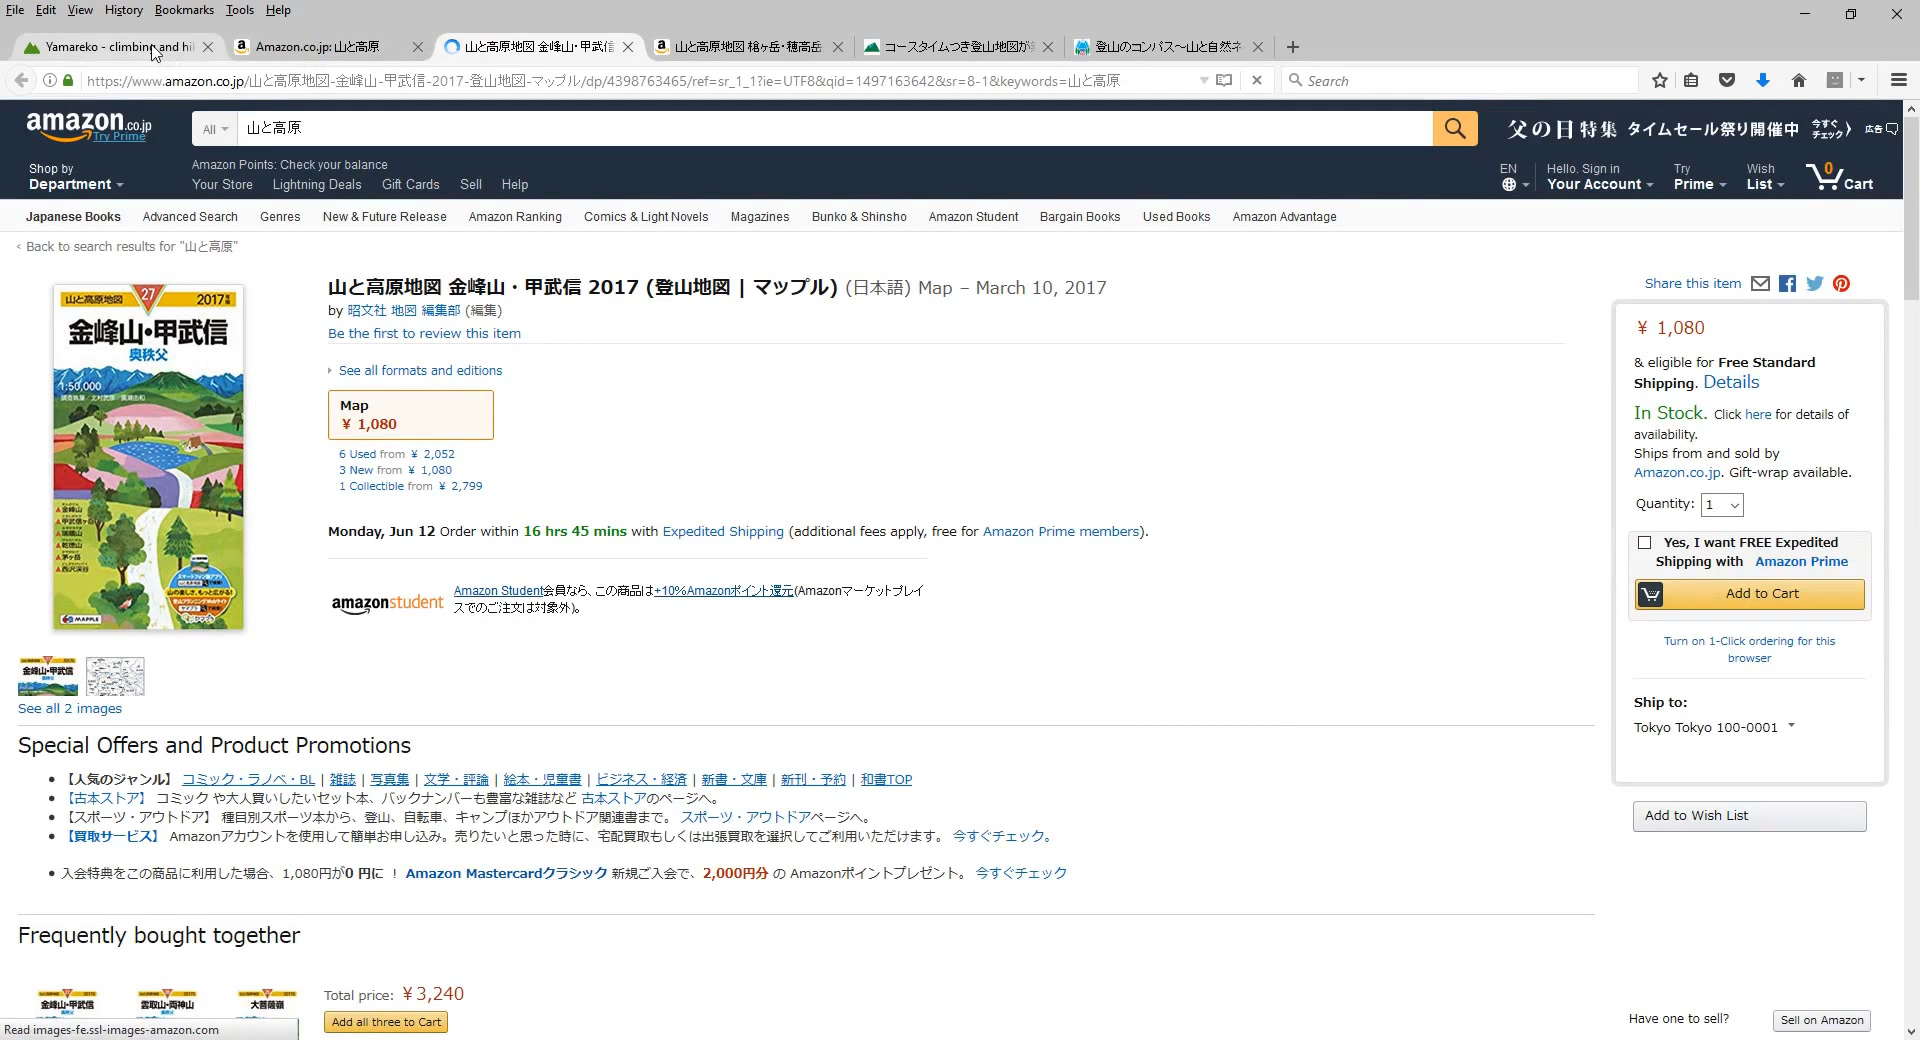 File Edit View History Bookmarks Tools Help
Yamareko - climbing and hil
Amazon.co.jp: 山と高原
山と高原地図 金峰山・甲武信
山と高原地図 槍ヶ岳・穂高岳
コースタイムつき登山地図が
登山のコンパス～山と自然ネ
https://www.amazon.co.jp/山と高原地図-金峰山-甲武信-2017-登山地図-マップル/dp/4398763465/ref=sr_1_1?ie=UTF8&qid=1497163642&sr=8-1&keywords=山と高原
Search
amazon.co.jp
Try Prime
All
山と高原
父の日特集 タイムセール祭り開催中 今すぐチェック
広告
Shop by
Department
Amazon Points: Check your balance
Your Store Lightning Deals Gift Cards Sell Help
EN
Hello. Sign in
Your Account
Try
Prime
Wish
List
0
Cart
Japanese Books Advanced Search Genres New & Future Release Amazon Ranking Comics & Light Novels Magazines Bunko & Shinsho Amazon Student Bargain Books Used Books Amazon Advantage
‹ Back to search results for "山と高原"
山と高原地図
27
2017年版
金峰山・甲武信
奥秩父
1:50,000
MAPPLE
See all 2 images
山と高原地図 金峰山・甲武信 2017 (登山地図 | マップル) (日本語) Map – March 10, 2017
by 昭文社 地図 編集部 (編集)
Be the first to review this item
See all formats and editions
Map
¥ 1,080
6 Used from ¥ 2,052
3 New from ¥ 1,080
1 Collectible from ¥ 2,799
Monday, Jun 12 Order within 16 hrs 45 mins with Expedited Shipping (additional fees apply, free for Amazon Prime members).
amazonstudent
Amazon Student会員なら、この商品は+10%Amazonポイント還元(Amazonマーケットプレイ
スでのご注文は対象外)。
Share this item
¥ 1,080
& eligible for Free Standard
Shipping. Details
In Stock. Click here for details of
availability.
Ships from and sold by
Amazon.co.jp. Gift-wrap available.
Quantity: 1
Yes, I want FREE Expedited
Shipping with Amazon Prime
Add to Cart
Turn on 1-Click ordering for this
browser
Ship to:
Tokyo Tokyo 100-0001
Add to Wish List
Special Offers and Product Promotions
【人気のジャンル】 コミック・ラノベ・BL | 雑誌 | 写真集 | 文学・評論 | 絵本・児童書 | ビジネス・経済 | 新書・文庫 | 新刊・予約 | 和書TOP
【古本ストア】 コミック や大人買いしたいセット本、バックナンバーも豊富な雑誌など 古本ストアのページへ。
【スポーツ・アウトドア】 種目別スポーツ本から、登山、自転車、キャンプほかアウトドア関連書まで。 スポーツ・アウトドアページへ。
【買取サービス】 Amazonアカウントを使用して簡単お申し込み。売りたいと思った時に、宅配買取もしくは出張買取を選択してご利用いただけます。 今すぐチェック。
入会特典をこの商品に利用した場合、1,080円が0 円に ！ Amazon Mastercardクラシック 新規ご入会で、2,000円分 の Amazonポイントプレゼント。 今すぐチェック
Frequently bought together
金峰山・甲武信
雲取山・両神山
大菩薩嶺
Total price: ¥3,240
Add all three to Cart
Have one to sell?
Sell on Amazon
Read images-fe.ssl-images-amazon.com